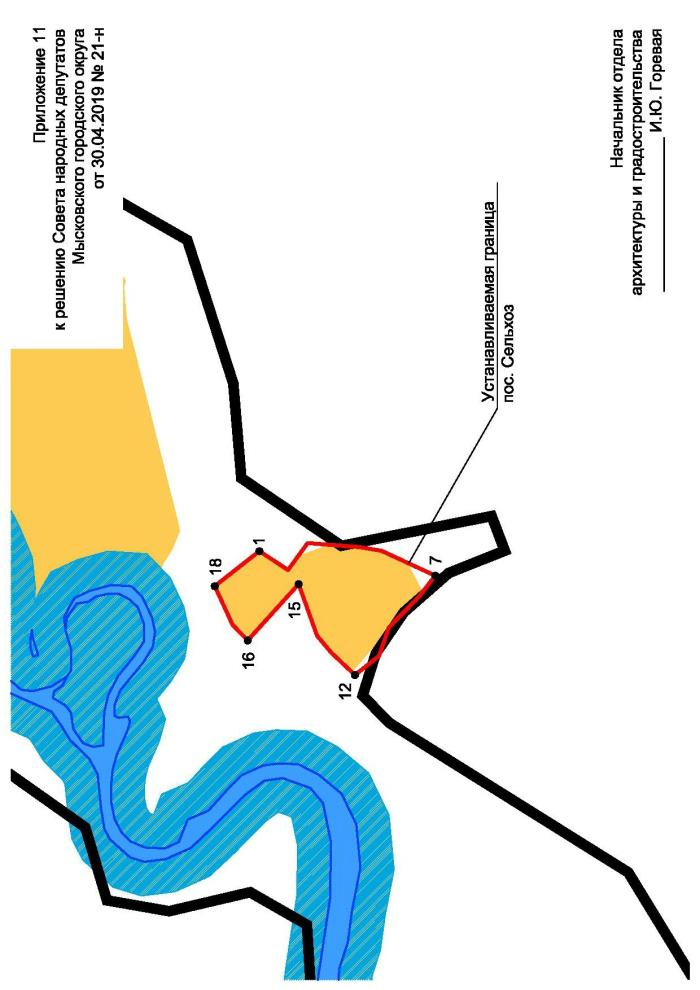 Приложение 11
к решению Совета народных депутатов
Мысковского городского округа
от 30.04.2019 № 21-н
18
1
16
15
12
7
Устанавливаемая граница
пос. Сельхоз
Начальник отдела
архитектуры и градостроительства
И.Ю. Горевая